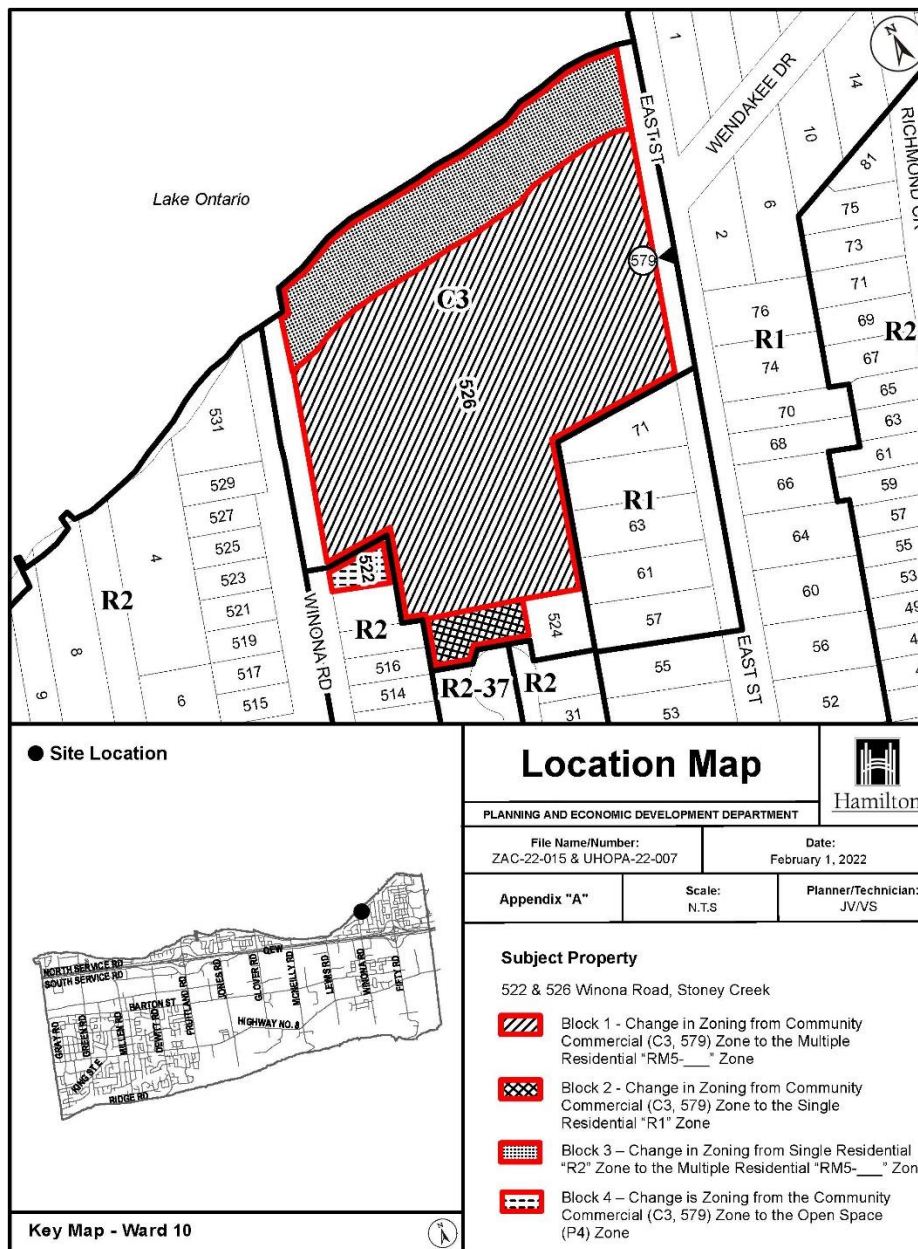 N
1
14
EAST ST
WENDAKEE DR
RICHMOND CR
10
81
Lake Ontario
6
75
2
73
579
71
C3
76
69
R1
R2
67
74
526
65
531
71
70
63
68
61
529
66
59
527
R1
57
4
525
63
64
55
522
523
61
53
R2
521
60
WINONA RD
R2
524
57
519
8
516
56
517
55
EAST ST
9
6
515
514
R2-37
R2
31
53
52
Site Location
NORTH SERVICE RD
SOUTH SERVICE RD
QEW
GRAY RD
GREEN RD
MILLEN RD
DEWITT RD
FRUITLAND RD
JONES RD
GLOVER RD
MCNEILLY RD
LEWIS RD
WINONA RD
FIFTY RD
BARTON ST
HIGHWAY NO. 8
KING ST E
RIDGE RD
Key Map - Ward 10
N
Location Map
Hamilton
PLANNING AND ECONOMIC DEVELOPMENT DEPARTMENT
File Name/Number:
ZAC-22-015 & UHOPA-22-007
Date:
February 1, 2022
Appendix "A"
Scale:
N.T.S
Planner/Technician:
JV/VS
Subject Property
522 & 526 Winona Road, Stoney Creek
Block 1 - Change in Zoning from Community
Commercial (C3, 579) Zone to the Multiple
Residential "RM5-___" Zone
Block 2 - Change in Zoning from Community
Commercial (C3, 579) Zone to the Single
Residential "R1" Zone
Block 3 – Change in Zoning from Single Residential
"R2" Zone to the Multiple Residential "RM5-___" Zon
Block 4 – Change is Zoning from the Community
Commercial (C3, 579) Zone to the Open Space
(P4) Zone